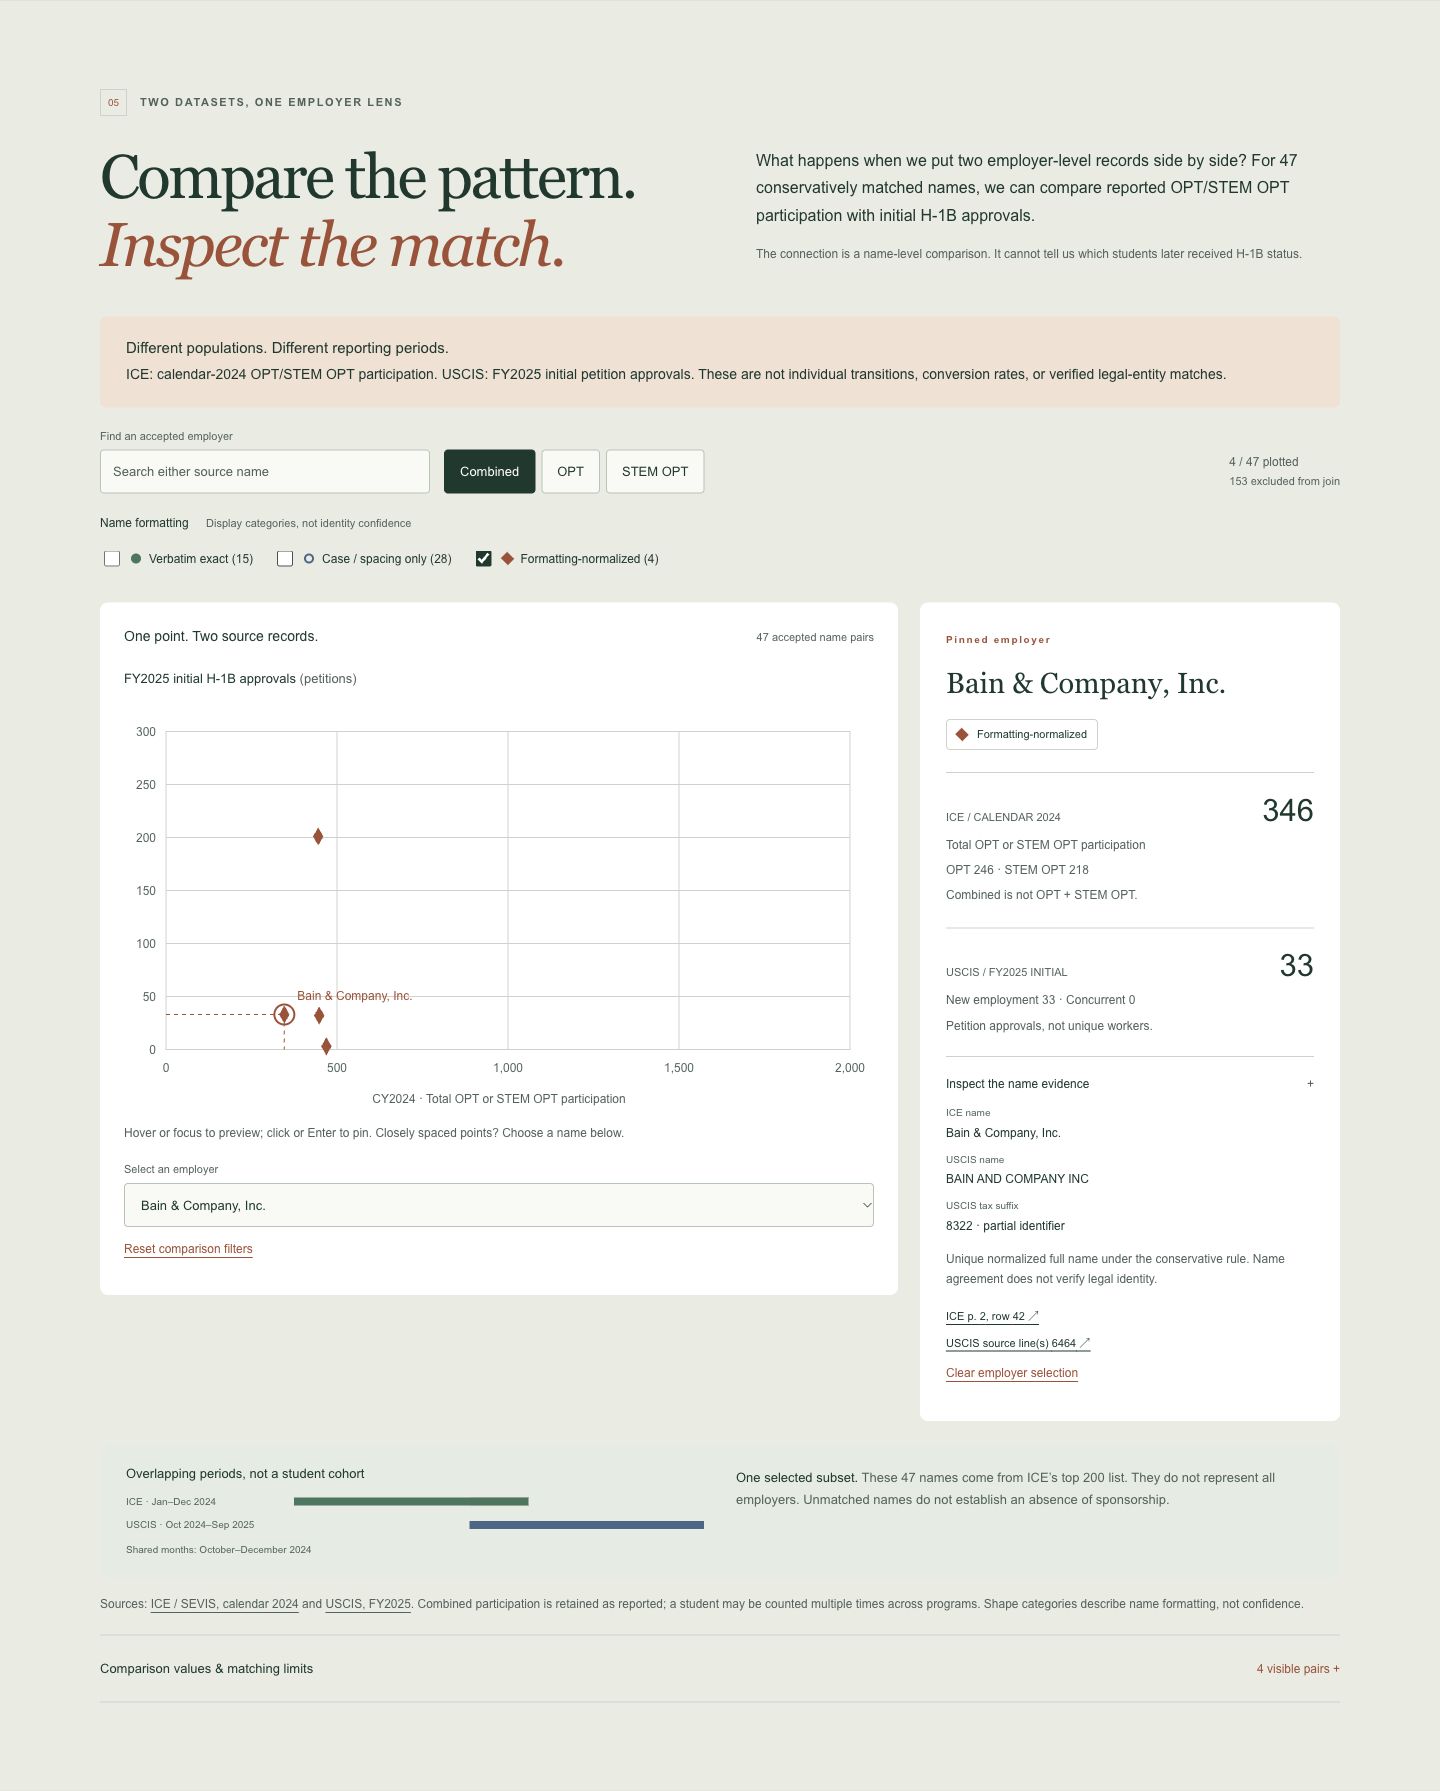 05
TWO DATASETS, ONE EMPLOYER LENS
Compare the pattern.
Inspect the match.
What happens when we put two employer-level records side by side? For 47
conservatively matched names, we can compare reported OPT/STEM OPT
participation with initial H-1B approvals.
The connection is a name-level comparison. It cannot tell us which students later received H-1B status.
Different populations. Different reporting periods.
ICE: calendar-2024 OPT/STEM OPT participation. USCIS: FY2025 initial petition approvals. These are not individual transitions, conversion rates, or verified legal-entity matches.
Find an accepted employer
Search either source name
Combined
OPT
STEM OPT
4 / 47 plotted
153 excluded from join
Name formatting Display categories, not identity confidence
Verbatim exact (15)
Case / spacing only (28)
Formatting-normalized (4)
One point. Two source records.
47 accepted name pairs
FY2025 initial H-1B approvals (petitions)
300
250
200
150
100
50
0
Bain & Company, Inc.
0
500
1,000
1,500
2,000
CY2024 · Total OPT or STEM OPT participation
Hover or focus to preview; click or Enter to pin. Closely spaced points? Choose a name below.
Select an employer
Bain & Company, Inc.
Reset comparison filters
Pinned employer
Bain & Company, Inc.
Formatting-normalized
ICE / CALENDAR 2024
346
Total OPT or STEM OPT participation
OPT 246 · STEM OPT 218
Combined is not OPT + STEM OPT.
USCIS / FY2025 INITIAL
33
New employment 33 · Concurrent 0
Petition approvals, not unique workers.
Inspect the name evidence
+
ICE name
Bain & Company, Inc.
USCIS name
BAIN AND COMPANY INC
USCIS tax suffix
8322 · partial identifier
Unique normalized full name under the conservative rule. Name
agreement does not verify legal identity.
ICE p. 2, row 42 ↗
USCIS source line(s) 6464 ↗
Clear employer selection
Overlapping periods, not a student cohort
ICE · Jan–Dec 2024
USCIS · Oct 2024–Sep 2025
Shared months: October–December 2024
One selected subset. These 47 names come from ICE's top 200 list. They do not represent all
employers. Unmatched names do not establish an absence of sponsorship.
Sources: ICE / SEVIS, calendar 2024 and USCIS, FY2025. Combined participation is retained as reported; a student may be counted multiple times across programs. Shape categories describe name formatting, not confidence.
Comparison values & matching limits
4 visible pairs +